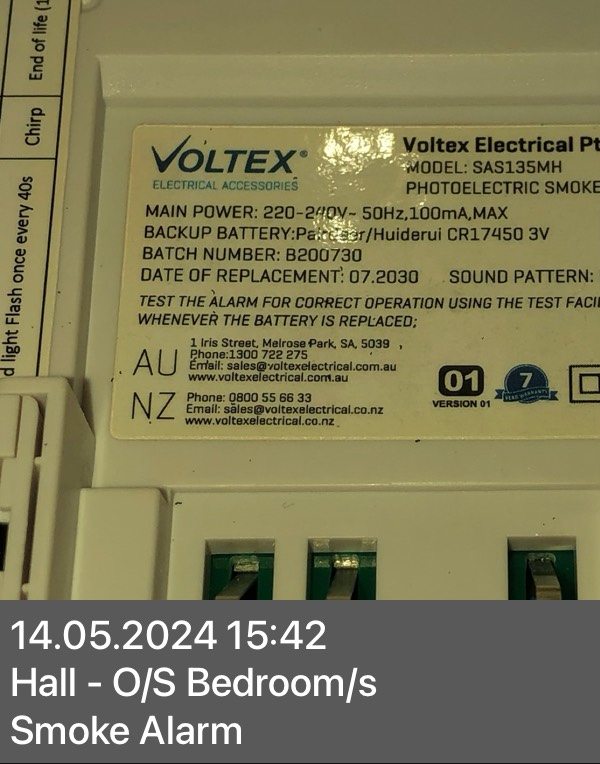 End of life (1
Chirp
d light Flash once every 40s
VOLTEX®
ELECTRICAL ACCESSORIES
Voltex Electrical Pt
MODEL: SAS135MH
PHOTOELECTRIC SMOKE
MAIN POWER: 220-240V~ 50Hz,100mA,MAX
BACKUP BATTERY: /Huiderui CR17450 3V
BATCH NUMBER: B200730
DATE OF REPLACEMENT: 07.2030 SOUND PATTERN:
TEST THE ALARM FOR CORRECT OPERATION USING THE TEST FACI
WHENEVER THE BATTERY IS REPLACED;
AU
1 Iris Street, Melrose Park, SA, 5039
Phone:1300 722 275
Email: sales@voltexelectrical.com.au
www.voltexelectrical.com.au
NZ
Phone: 0800 55 66 33
Email: sales@voltexelectrical.co.nz
www.voltexelectrical.co.nz
01
VERSION 01
7
YEAR WARRANTY
14.05.2024 15:42
Hall - O/S Bedroom/s
Smoke Alarm